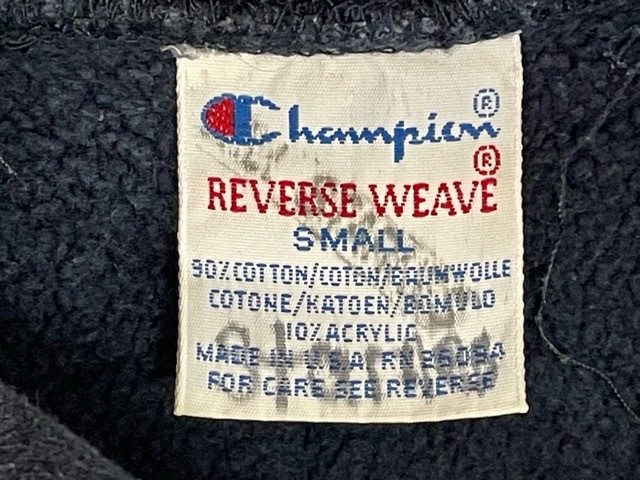 Champion®
®
REVERSE WEAVE
SMALL
90% COTTON/COTON/BAUMWOLLE
COTONE/KATOEN/BOMULD
10% ACRYLIC
MADE IN U.S.A. RN 26094
FOR CARE SEE REVERSE